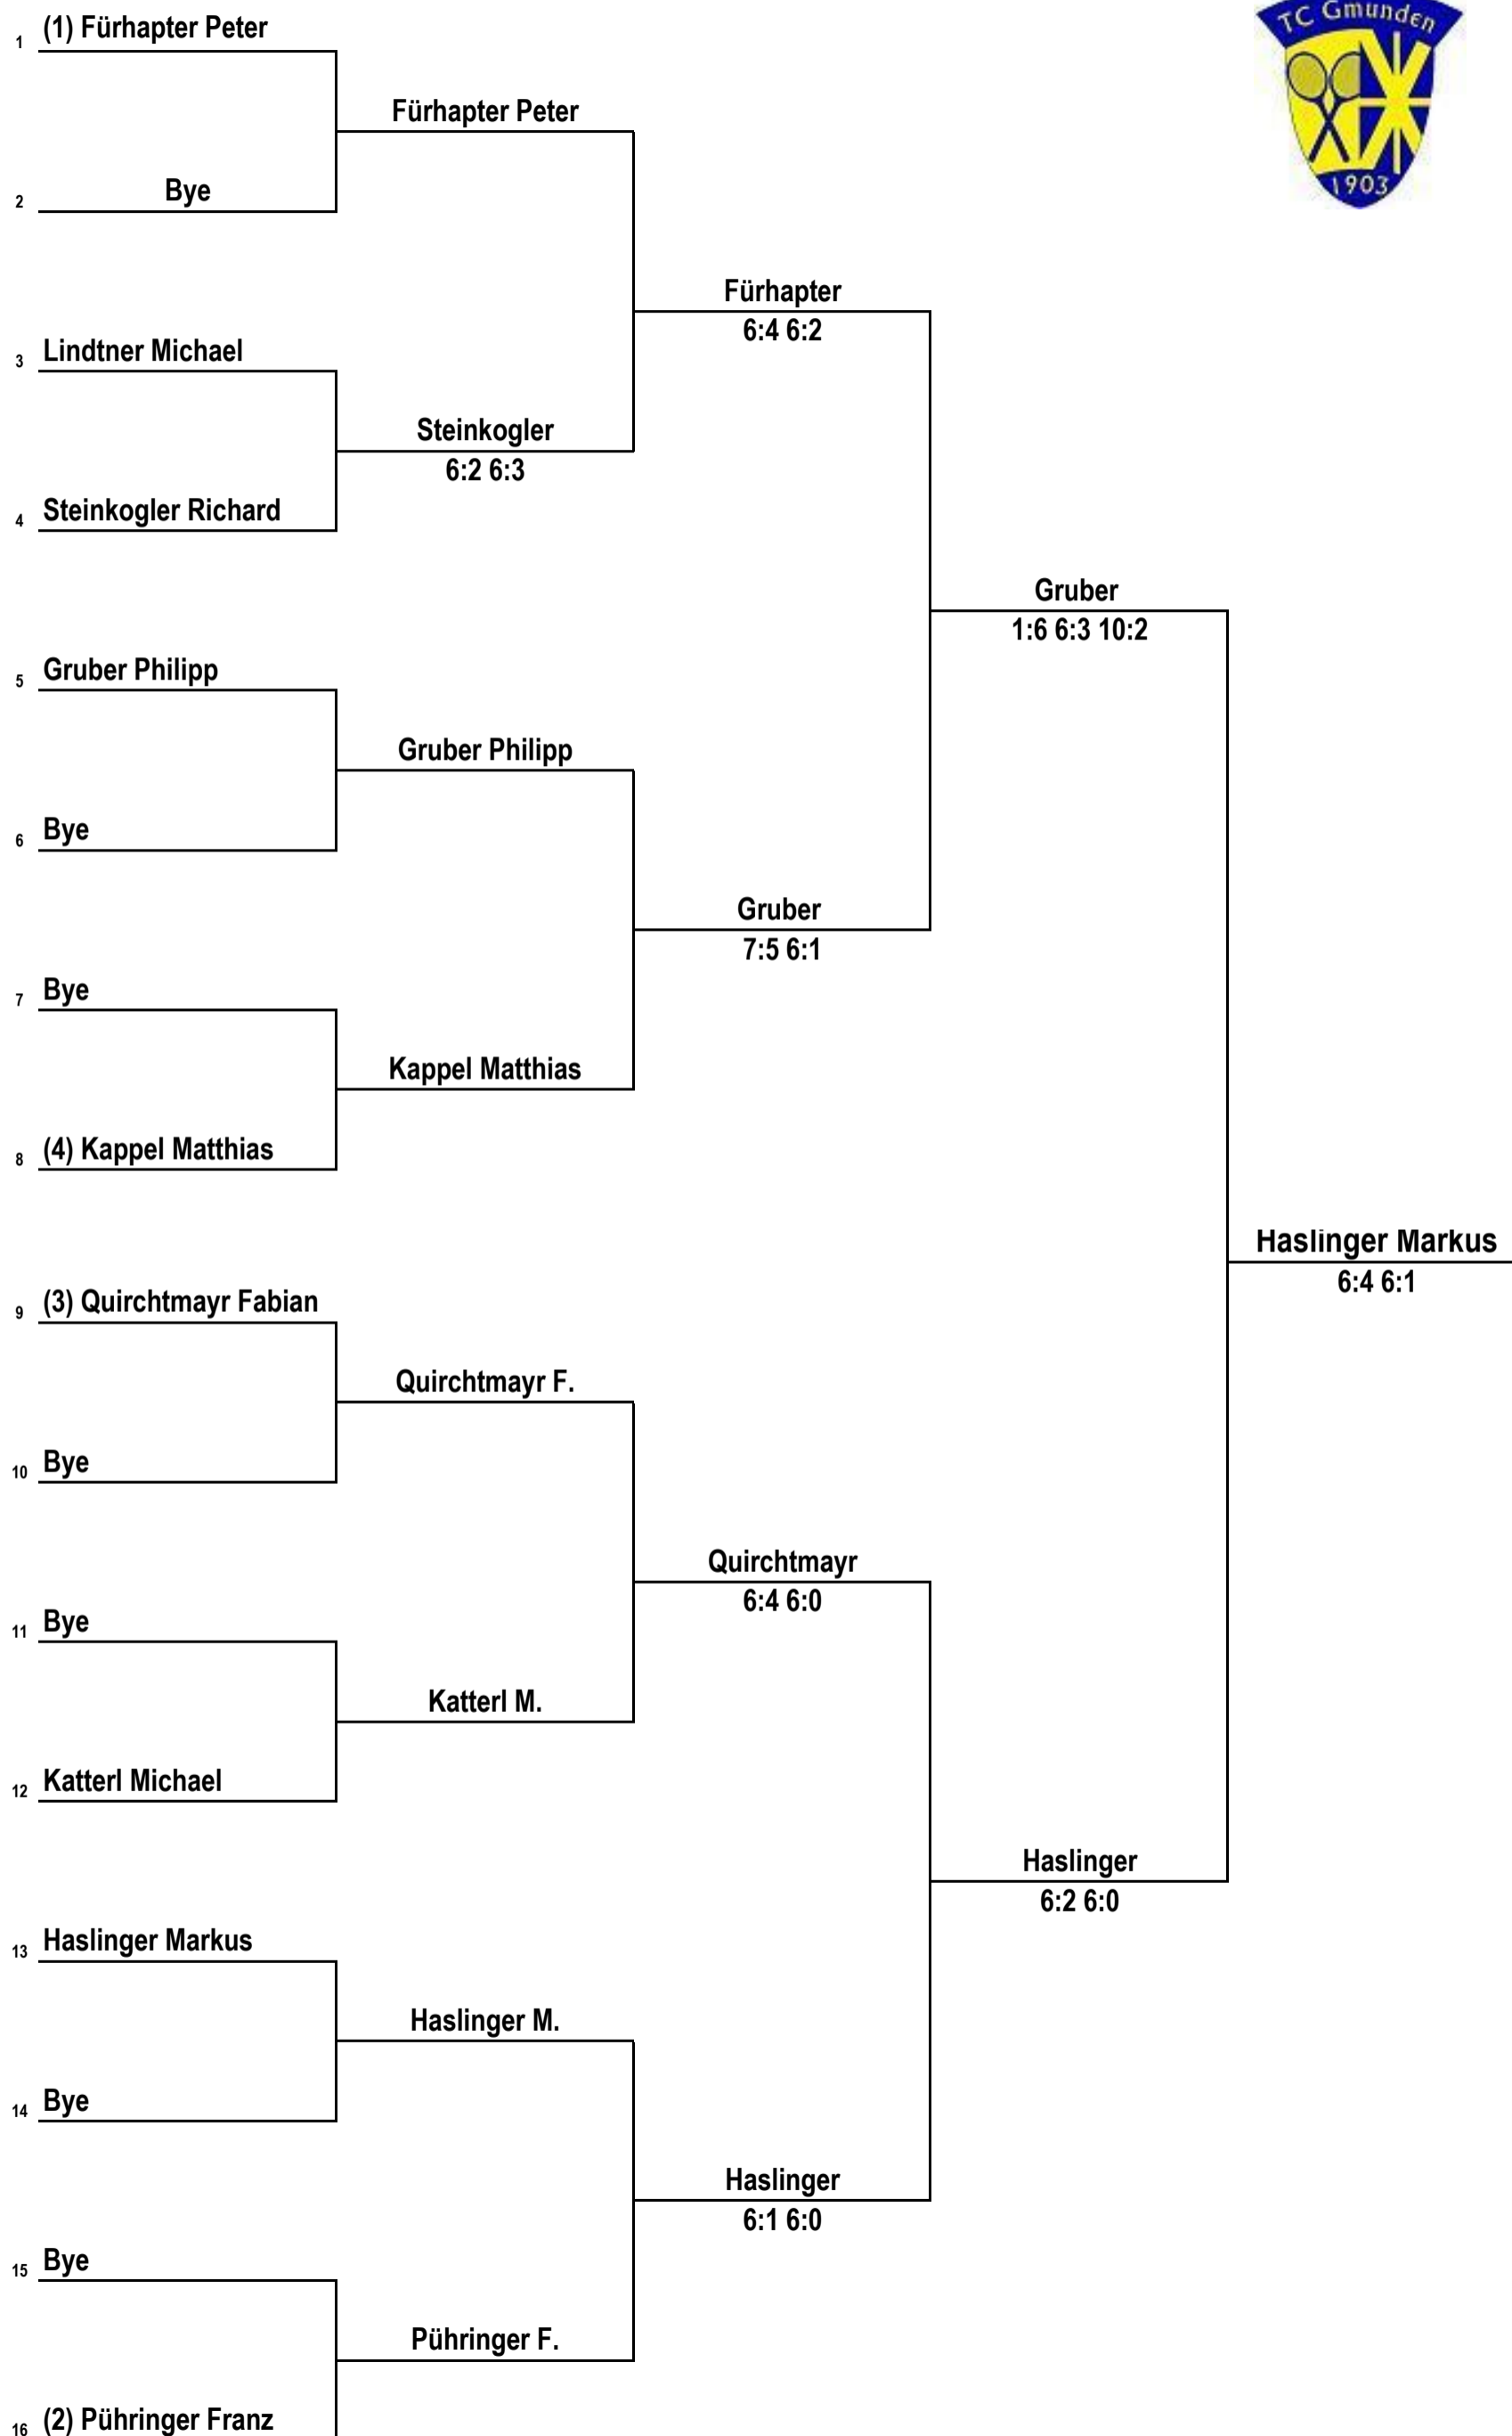 TC Gmunden
1903
1 (1) Fürhapter Peter
Fürhapter Peter
2 Bye
Fürhapter
6:4 6:2
3 Lindtner Michael
Steinkogler
6:2 6:3
4 Steinkogler Richard
Gruber
1:6 6:3 10:2
5 Gruber Philipp
Gruber Philipp
6 Bye
Gruber
7:5 6:1
7 Bye
Kappel Matthias
8 (4) Kappel Matthias
Haslinger Markus
6:4 6:1
9 (3) Quirchtmayr Fabian
Quirchtmayr F.
10 Bye
Quirchtmayr
6:4 6:0
11 Bye
Katterl M.
12 Katterl Michael
Haslinger
6:2 6:0
13 Haslinger Markus
Haslinger M.
14 Bye
Haslinger
6:1 6:0
15 Bye
Pühringer F.
16 (2) Pühringer Franz